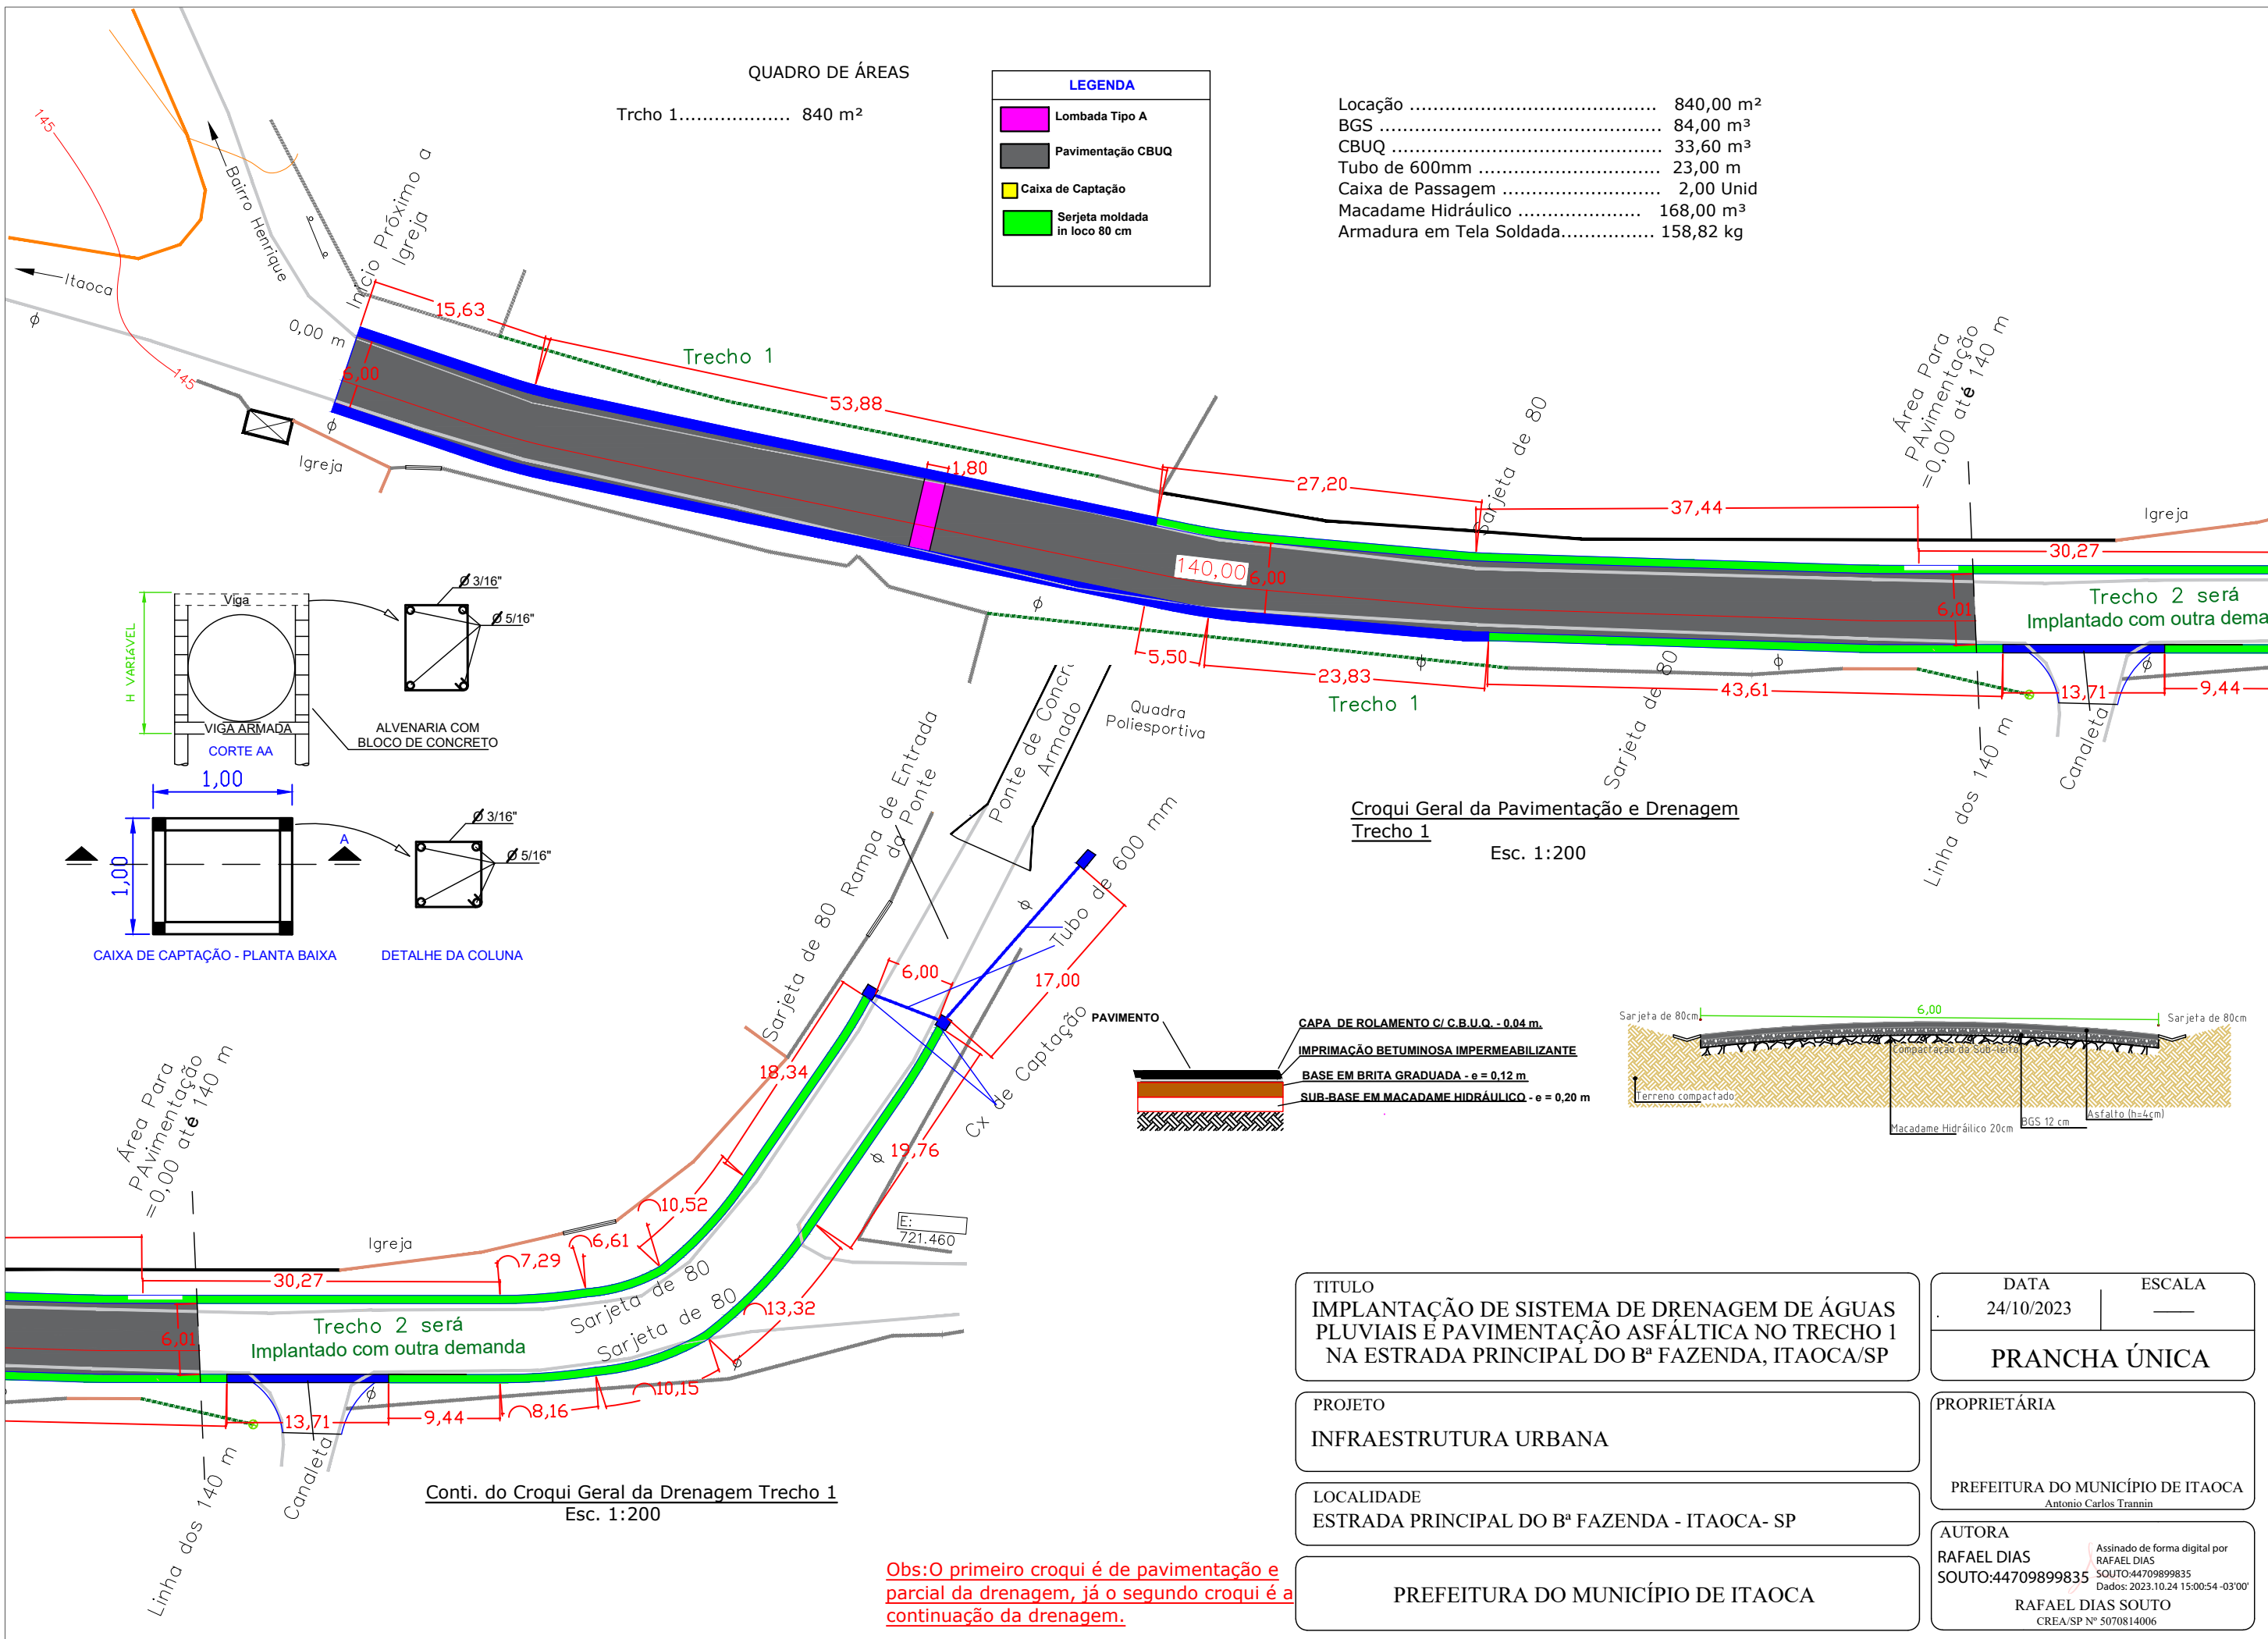 QUADRO DE ÁREAS
Trcho 1................... 840 m²
LEGENDA
Lombada Tipo A
Pavimentação CBUQ
Caixa de Captação
Serjeta moldada
in loco 80 cm
Locação .......................................... 840,00 m²
BGS ................................................ 84,00 m³
CBUQ .............................................. 33,60 m³
Tubo de 600mm ............................... 23,00 m
Caixa de Passagem ........................... 2,00 Unid
Macadame Hidráulico ..................... 168,00 m³
Armadura em Tela Soldada................ 158,82 kg
145
145
Itaoca
Bairro Henrique
Início Próximo a
Igreja
0,00 m
Igreja
15,63
6,00
Trecho 1
53,88
1,80
27,20
Sarjeta de 80
37,44
Área Para
PAvimentação
=0,00 até 140 m
Igreja
30,27
140,00
6,00
6,01
Trecho 2 será
Implantado com outra dema
5,50
23,83
Trecho 1
43,61
Sarjeta de 80
13,71
9,44
Linha dos 140 m
Canaleta
Viga
H VARIÁVEL
VIGA ARMADA
CORTE AA
Ø 3/16"
Ø 5/16"
ALVENARIA COM
BLOCO DE CONCRETO
1,00
1,00
A
Ø 3/16"
Ø 5/16"
CAIXA DE CAPTAÇÃO - PLANTA BAIXA
DETALHE DA COLUNA
Quadra
Poliesportiva
Ponte de Concr
Armado
Rampa de Entrada
da Ponte
Sarjeta de 80
Tubo de 600 mm
6,00
17,00
Cx de Captação
18,34
19,76
10,52
6,61
7,29
13,32
10,15
8,16
E:
721.460
Croqui Geral da Pavimentação e Drenagem
Trecho 1
Esc. 1:200
PAVIMENTO
CAPA DE ROLAMENTO C/ C.B.U.Q. - 0,04 m.
IMPRIMAÇÃO BETUMINOSA IMPERMEABILIZANTE
BASE EM BRITA GRADUADA - e = 0,12 m
SUB-BASE EM MACADAME HIDRÁULICO - e = 0,20 m
Sarjeta de 80cm
6,00
Sarjeta de 80cm
Compactação da Sub-leito
Terreno compactado
Macadame Hidráilico 20cm
BGS 12 cm
Asfalto (h=4cm)
Área Para
PAvimentação
=0,00 até 140 m
Igreja
30,27
6,01
Trecho 2 será
Implantado com outra demanda
Sarjeta de 80
Sarjeta de 80
13,71
9,44
Linha dos 140 m
Canaleta
Conti. do Croqui Geral da Drenagem Trecho 1
Esc. 1:200
Obs:O primeiro croqui é de pavimentação e
parcial da drenagem, já o segundo croqui é a
continuação da drenagem.
TITULO
IMPLANTAÇÃO DE SISTEMA DE DRENAGEM DE ÁGUAS
PLUVIAIS E PAVIMENTAÇÃO ASFÁLTICA NO TRECHO 1
NA ESTRADA PRINCIPAL DO Bª FAZENDA, ITAOCA/SP
PROJETO
INFRAESTRUTURA URBANA
LOCALIDADE
ESTRADA PRINCIPAL DO Bª FAZENDA - ITAOCA- SP
PREFEITURA DO MUNICÍPIO DE ITAOCA
DATA
24/10/2023
ESCALA
PRANCHA ÚNICA
PROPRIETÁRIA
PREFEITURA DO MUNICÍPIO DE ITAOCA
Antonio Carlos Trannin
AUTORA
RAFAEL DIAS
SOUTO:44709899835
Assinado de forma digital por
RAFAEL DIAS
SOUTO:44709899835
Dados: 2023.10.24 15:00:54 -03'00'
RAFAEL DIAS SOUTO
CREA/SP Nº 5070814006